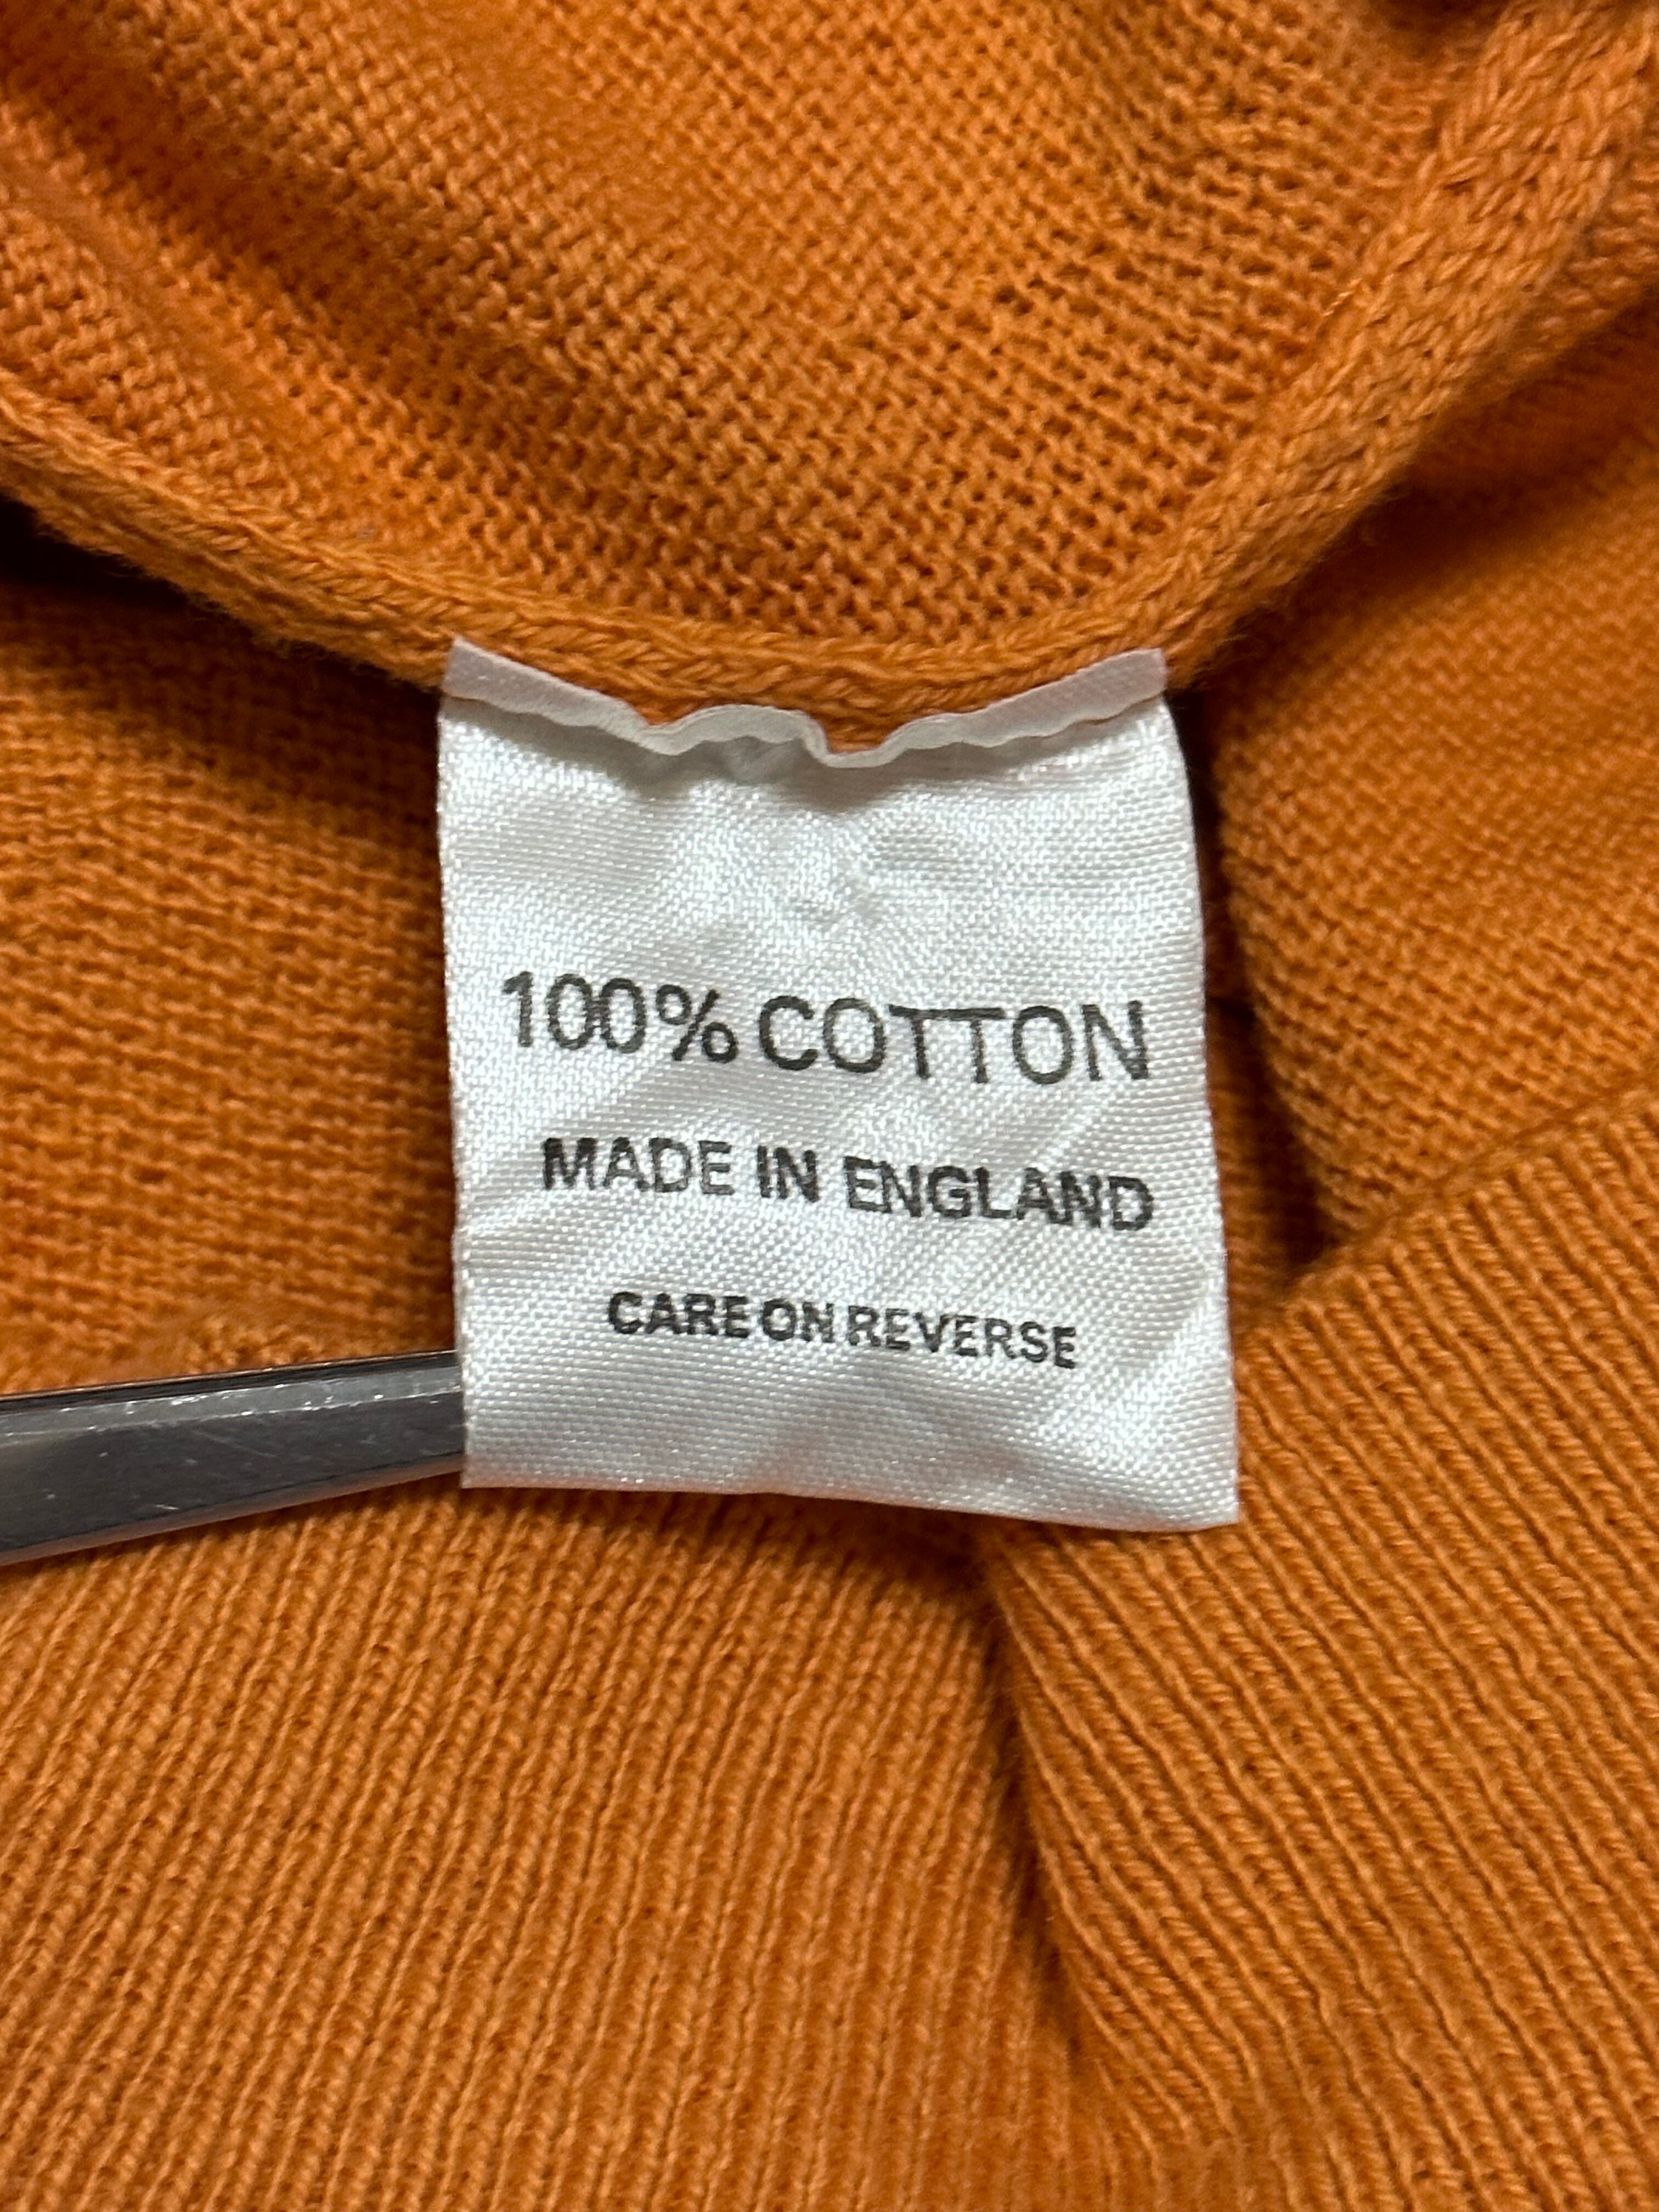 100% COTTON
MADE IN ENGLAND
CARE ON REVERSE